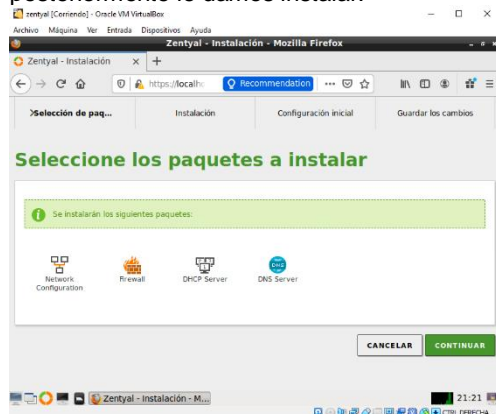 posteriormente le damos instalar.
zentyal [Corriendo] - Oracle VM VirtualBox
Archivo Máquina Ver Entrada Dispositivos Ayuda
Zentyal - Instalación - Mozilla Firefox
Zentyal - Instalación
https://localhc Recommendation
Selección de paq... Instalación Configuración inicial Guardar los cambios
Seleccione los paquetes a instalar
Se instalarán los siguientes paquetes:
Network Configuration Firewall DHCP Server DNS Server
CANCELAR CONTINUAR
Zentyal - Instalación - M... 21:21
CTRL DERECHA